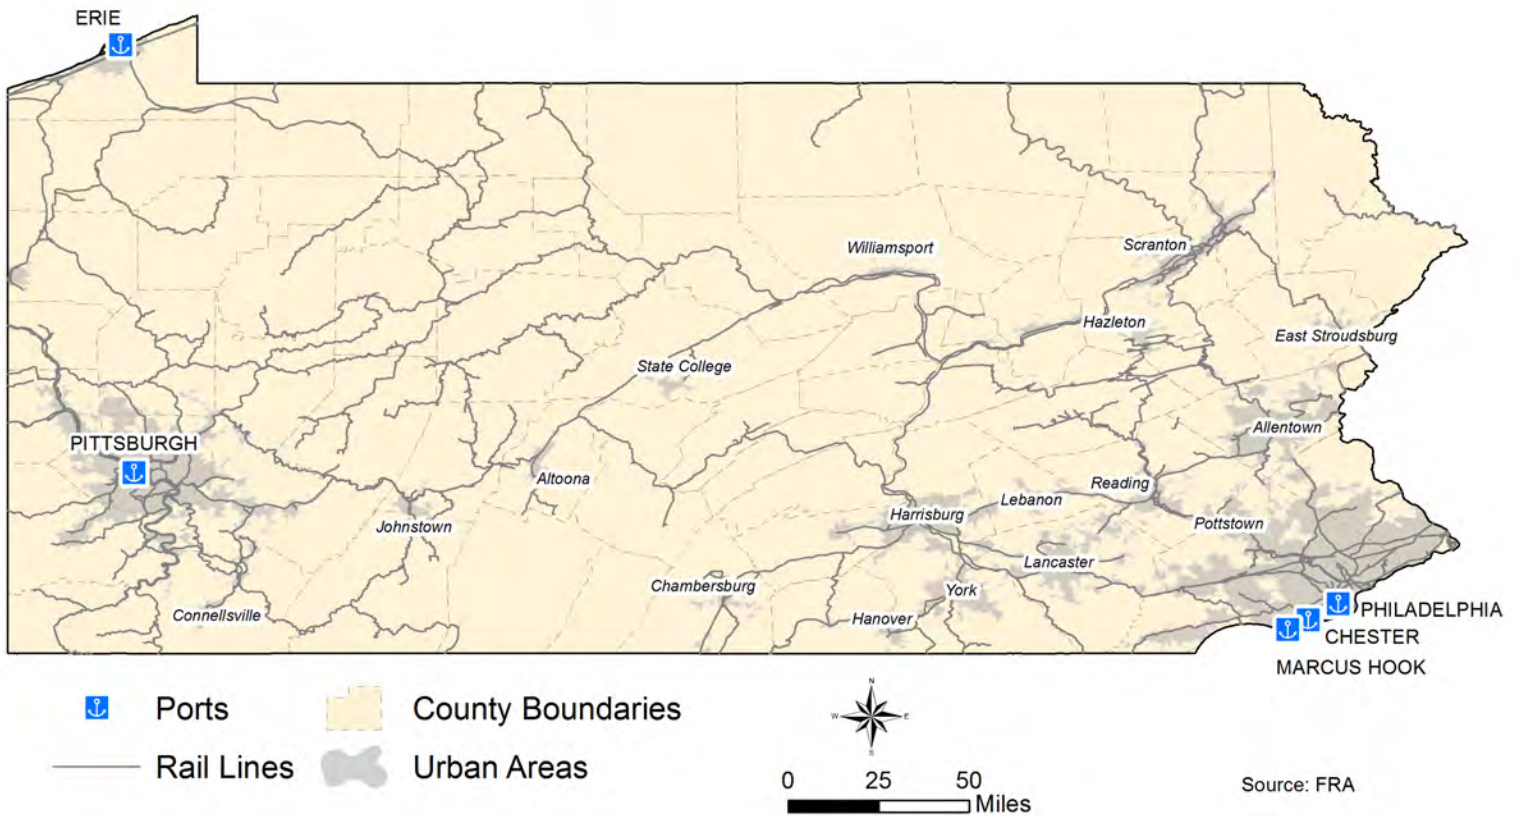 ERIE
Williamsport
Scranton
Hazleton
East Stroudsburg
State College
Allentown
PITTSBURGH
Altoona
Reading
Lebanon
Harrisburg
Pottstown
Johnstown
Lancaster
Chambersburg
York
Connellsville
Hanover
PHILADELPHIA
CHESTER
MARCUS HOOK
Ports
County Boundaries
Rail Lines
Urban Areas
N
W E
S
0 25 50
Miles
Source: FRA